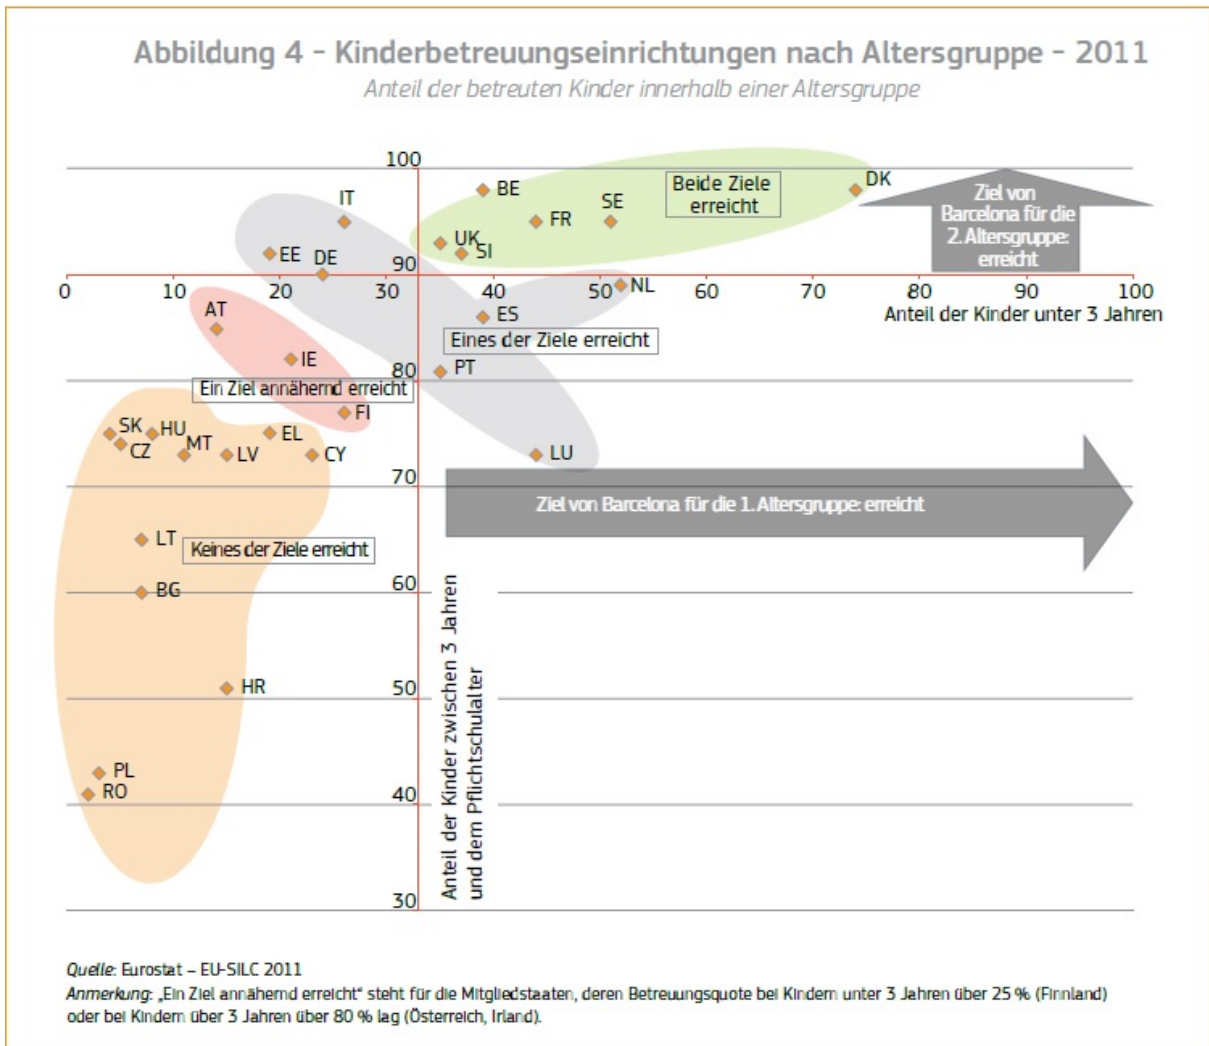 Abbildung 4 – Kinderbetreuungseinrichtungen nach Altersgruppe – 2011
Anteil der betreuten Kinder innerhalb einer Altersgruppe
100
IT
BE
Beide Ziele
erreicht
DK
SE
FR
Ziel von
Barcelona für die
2. Altersgruppe:
erreicht
EE
DE
UK
SI
90
0
10
20
30
40
50
60
70
80
90
100
NL
Anteil der Kinder unter 3 Jahren
AT
ES
Eines der Ziele erreicht
IE
PT
80
Ein Ziel annähernd erreicht
FI
SK
HU
CZ
MT
LV
EL
CY
LU
70
Ziel von Barcelona für die 1. Altersgruppe: erreicht
LT
Keines der Ziele erreicht
BG
60
HR
50
PL
RO
40
30
Anteil der Kinder zwischen 3 Jahren
und dem Pflichtschulalter
Quelle: Eurostat – EU-SILC 2011
Anmerkung: „Ein Ziel annähernd erreicht“ steht für die Mitgliedstaaten, deren Betreuungsquote bei Kindern unter 3 Jahren über 25 % (Finnland)
oder bei Kindern über 3 Jahren über 80 % lag (Österreich, Irland).